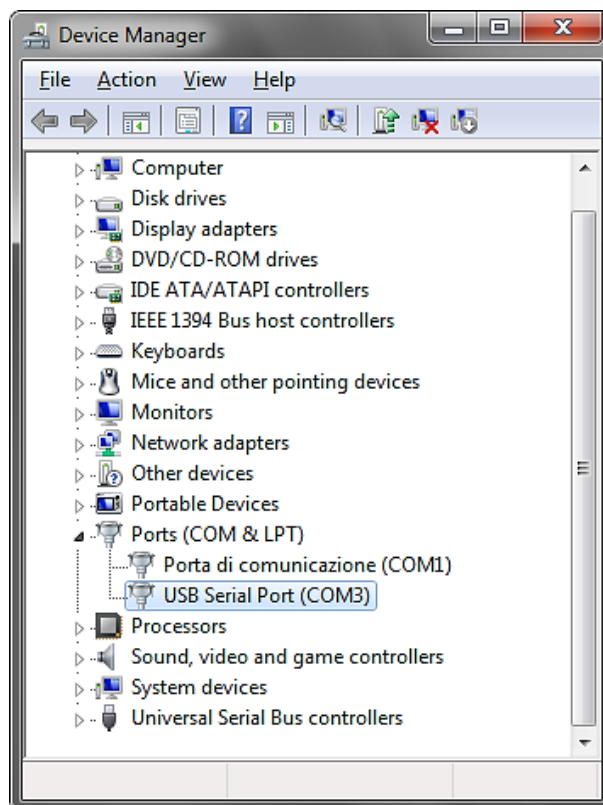 Device Manager
File Action View Help
Computer
Disk drives
Display adapters
DVD/CD-ROM drives
IDE ATA/ATAPI controllers
IEEE 1394 Bus host controllers
Keyboards
Mice and other pointing devices
Monitors
Network adapters
Other devices
Portable Devices
Ports (COM & LPT)
Porta di comunicazione (COM1)
USB Serial Port (COM3)
Processors
Sound, video and game controllers
System devices
Universal Serial Bus controllers